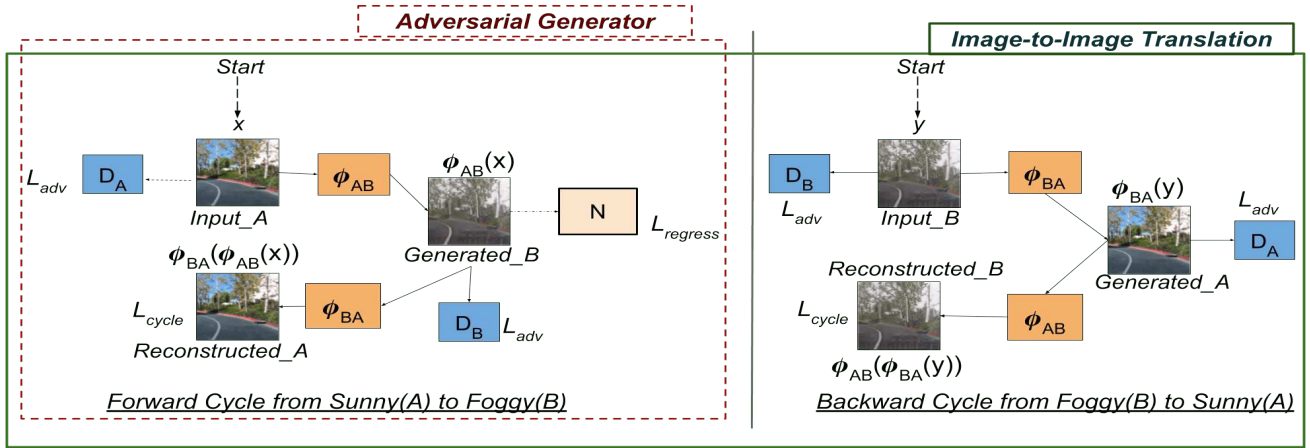 Adversarial Generator
Image-to-Image Translation
Start
x
D_A
L_adv
Input_A
ϕ_AB
ϕ_AB(x)
Generated_B
N
L_regress
ϕ_BA(ϕ_AB(x))
L_cycle
Reconstructed_A
ϕ_BA
D_B
L_adv
Forward Cycle from Sunny(A) to Foggy(B)
Start
y
D_B
L_adv
Input_B
ϕ_BA
ϕ_BA(y)
Generated_A
L_adv
D_A
Reconstructed_B
L_cycle
ϕ_AB
ϕ_AB(ϕ_BA(y))
Backward Cycle from Foggy(B) to Sunny(A)